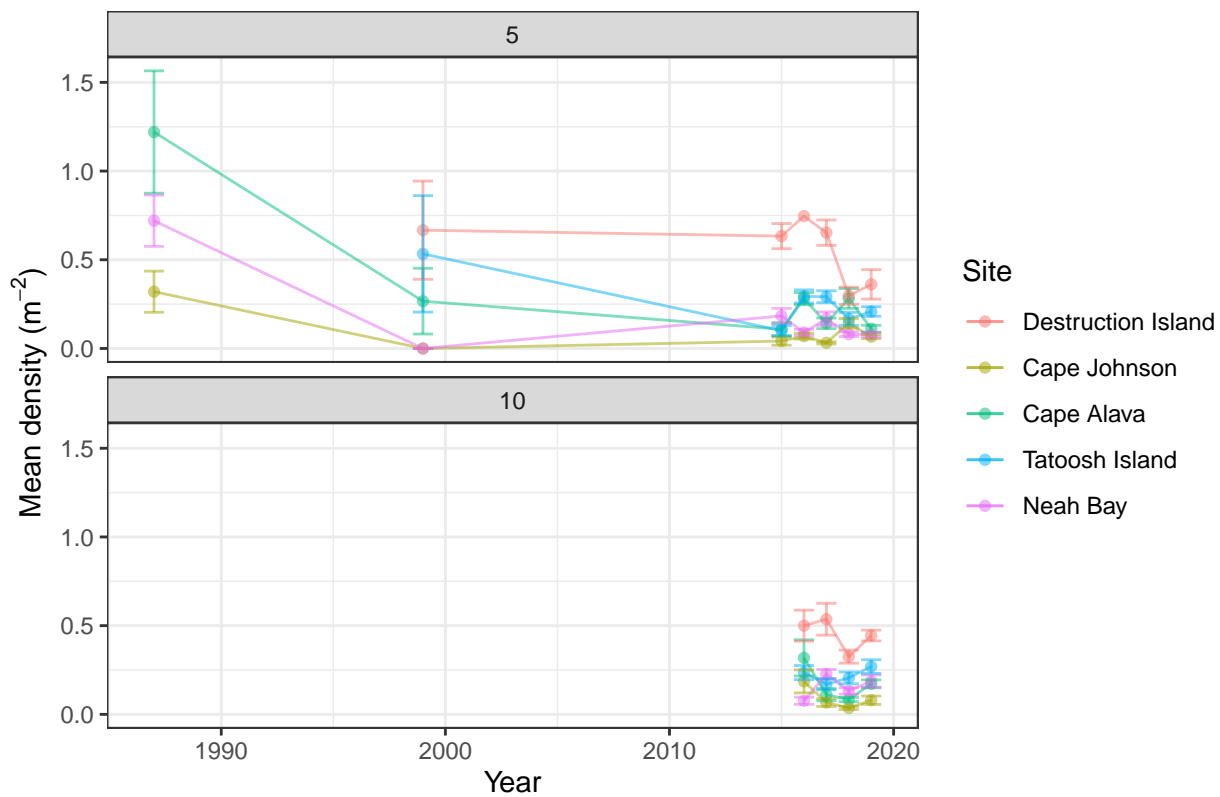 5
1.5
1.0
0.5
0.0
10
1.5
1.0
0.5
0.0
Mean density (m⁻²)
1990
2000
2010
2020
Year
Site
Destruction Island
Cape Johnson
Cape Alava
Tatoosh Island
Neah Bay